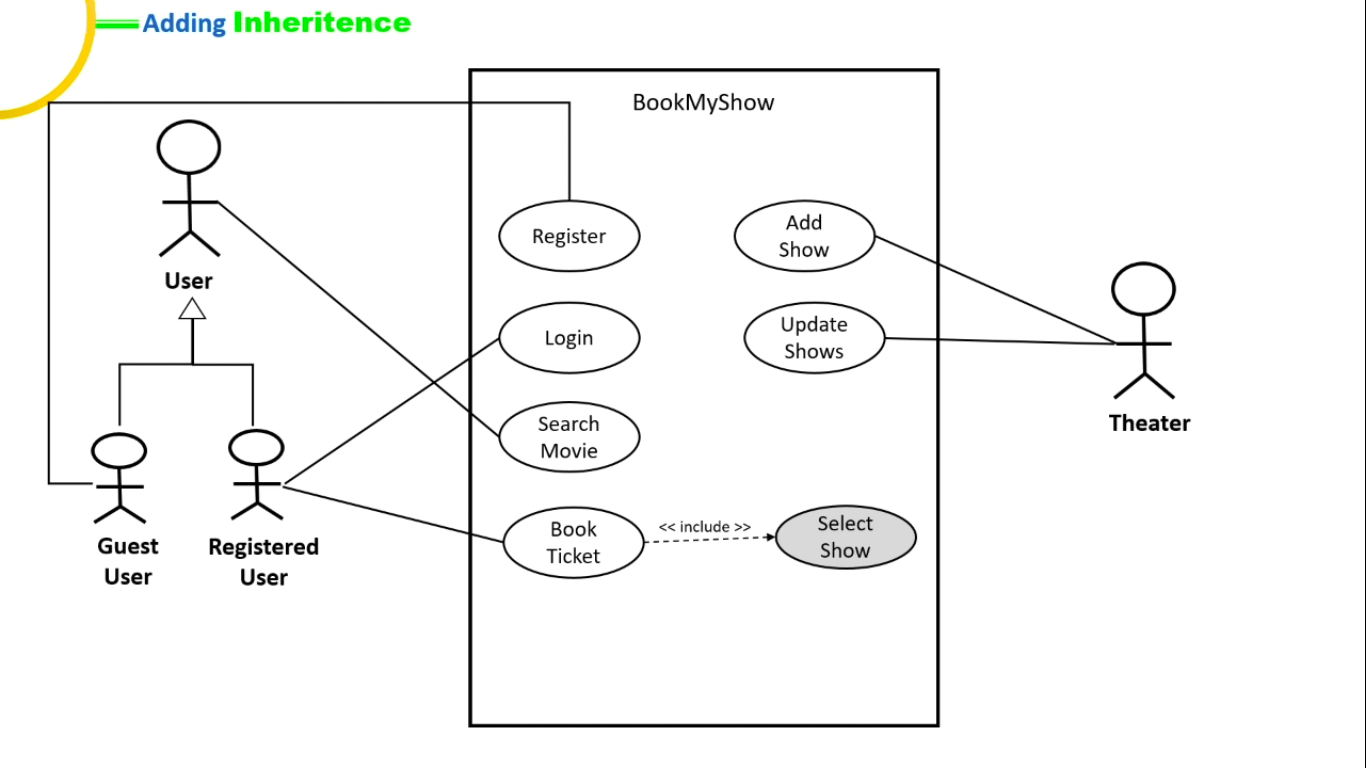 Adding Inheritence
BookMyShow
User
Register
Add
Show
Login
Update
Shows
Theater
Search
Movie
Guest
User
Registered
User
Book
Ticket
<< include >>
Select
Show